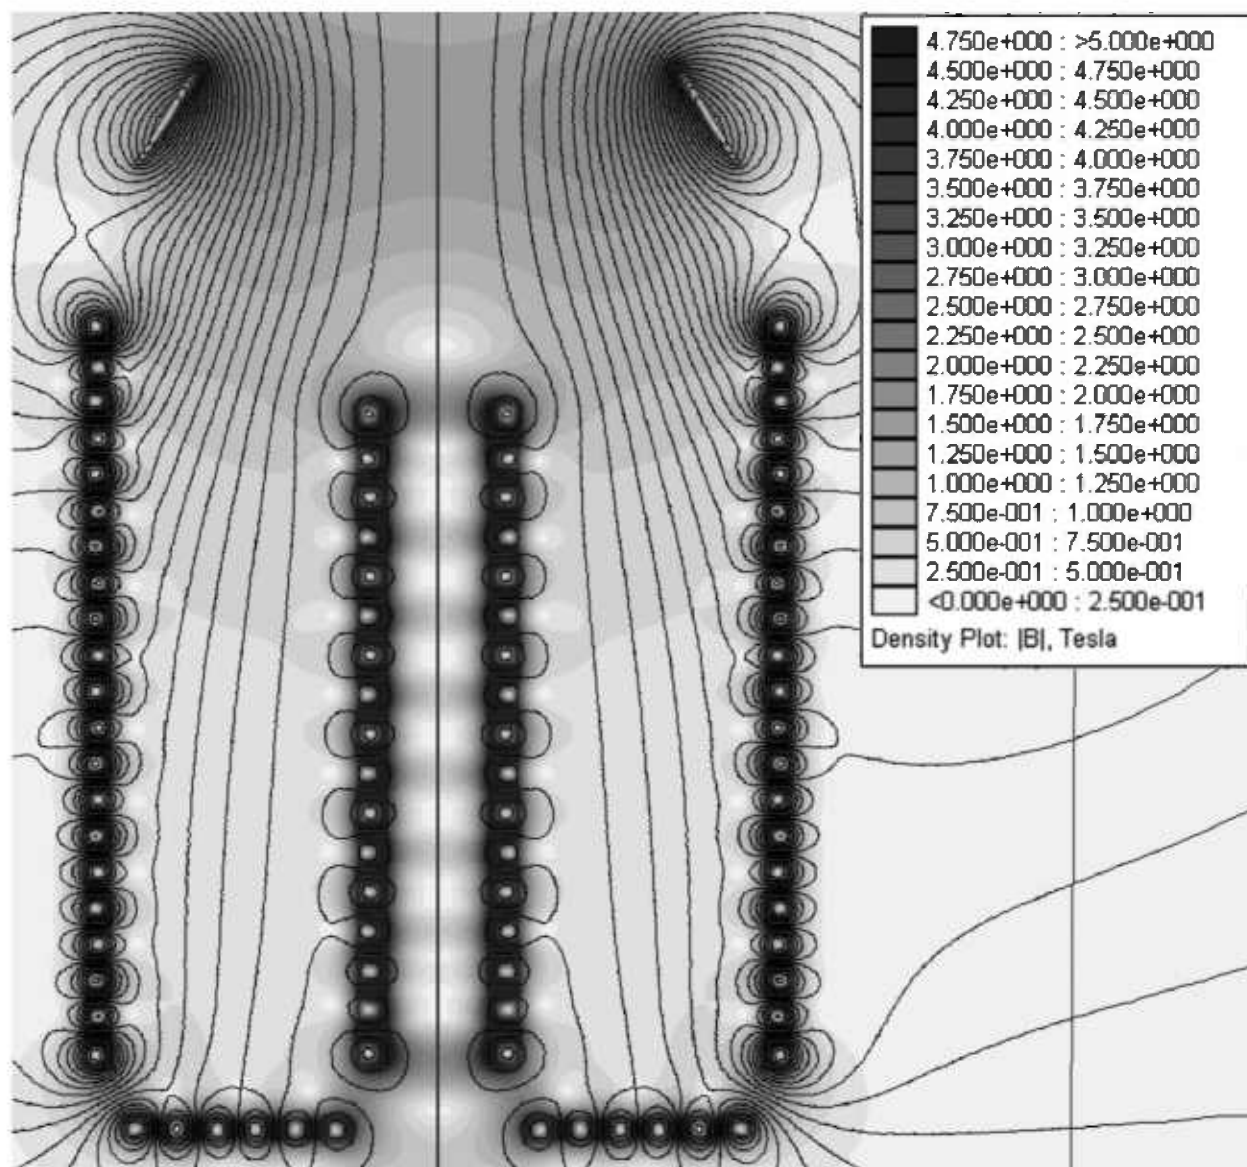 4.750e+000 : >5.000e+000
4.500e+000 : 4.750e+000
4.250e+000 : 4.500e+000
4.000e+000 : 4.250e+000
3.750e+000 : 4.000e+000
3.500e+000 : 3.750e+000
3.250e+000 : 3.500e+000
3.000e+000 : 3.250e+000
2.750e+000 : 3.000e+000
2.500e+000 : 2.750e+000
2.250e+000 : 2.500e+000
2.000e+000 : 2.250e+000
1.750e+000 : 2.000e+000
1.500e+000 : 1.750e+000
1.250e+000 : 1.500e+000
1.000e+000 : 1.250e+000
7.500e-001 : 1.000e+000
5.000e-001 : 7.500e-001
2.500e-001 : 5.000e-001
<0.000e+000 : 2.500e-001
Density Plot: |B|, Tesla